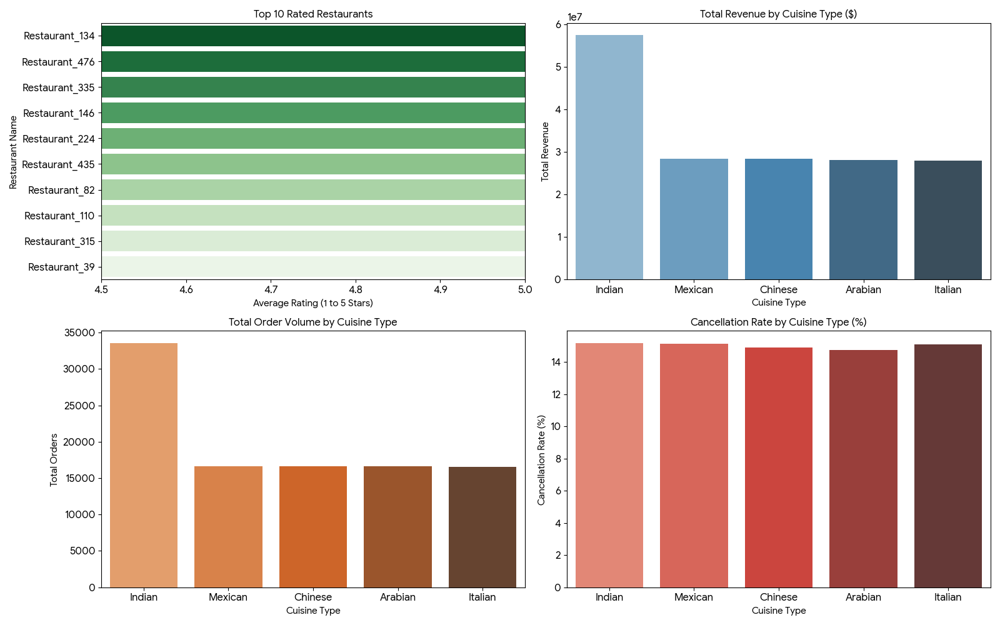 Top 10 Rated Restaurants
Restaurant Name
Restaurant_134
Restaurant_476
Restaurant_335
Restaurant_146
Restaurant_224
Restaurant_435
Restaurant_82
Restaurant_110
Restaurant_315
Restaurant_39
4.5 4.6 4.7 4.8 4.9 5.0
Average Rating (1 to 5 Stars)
Total Revenue by Cuisine Type ($)
1e7
Total Revenue
6
5
4
3
2
1
0
Indian Mexican Chinese Arabian Italian
Cuisine Type
Total Order Volume by Cuisine Type
Total Orders
35000
30000
25000
20000
15000
10000
5000
0
Indian Mexican Chinese Arabian Italian
Cuisine Type
Cancellation Rate by Cuisine Type (%)
Cancellation Rate (%)
14
12
10
8
6
4
2
0
Indian Mexican Chinese Arabian Italian
Cuisine Type